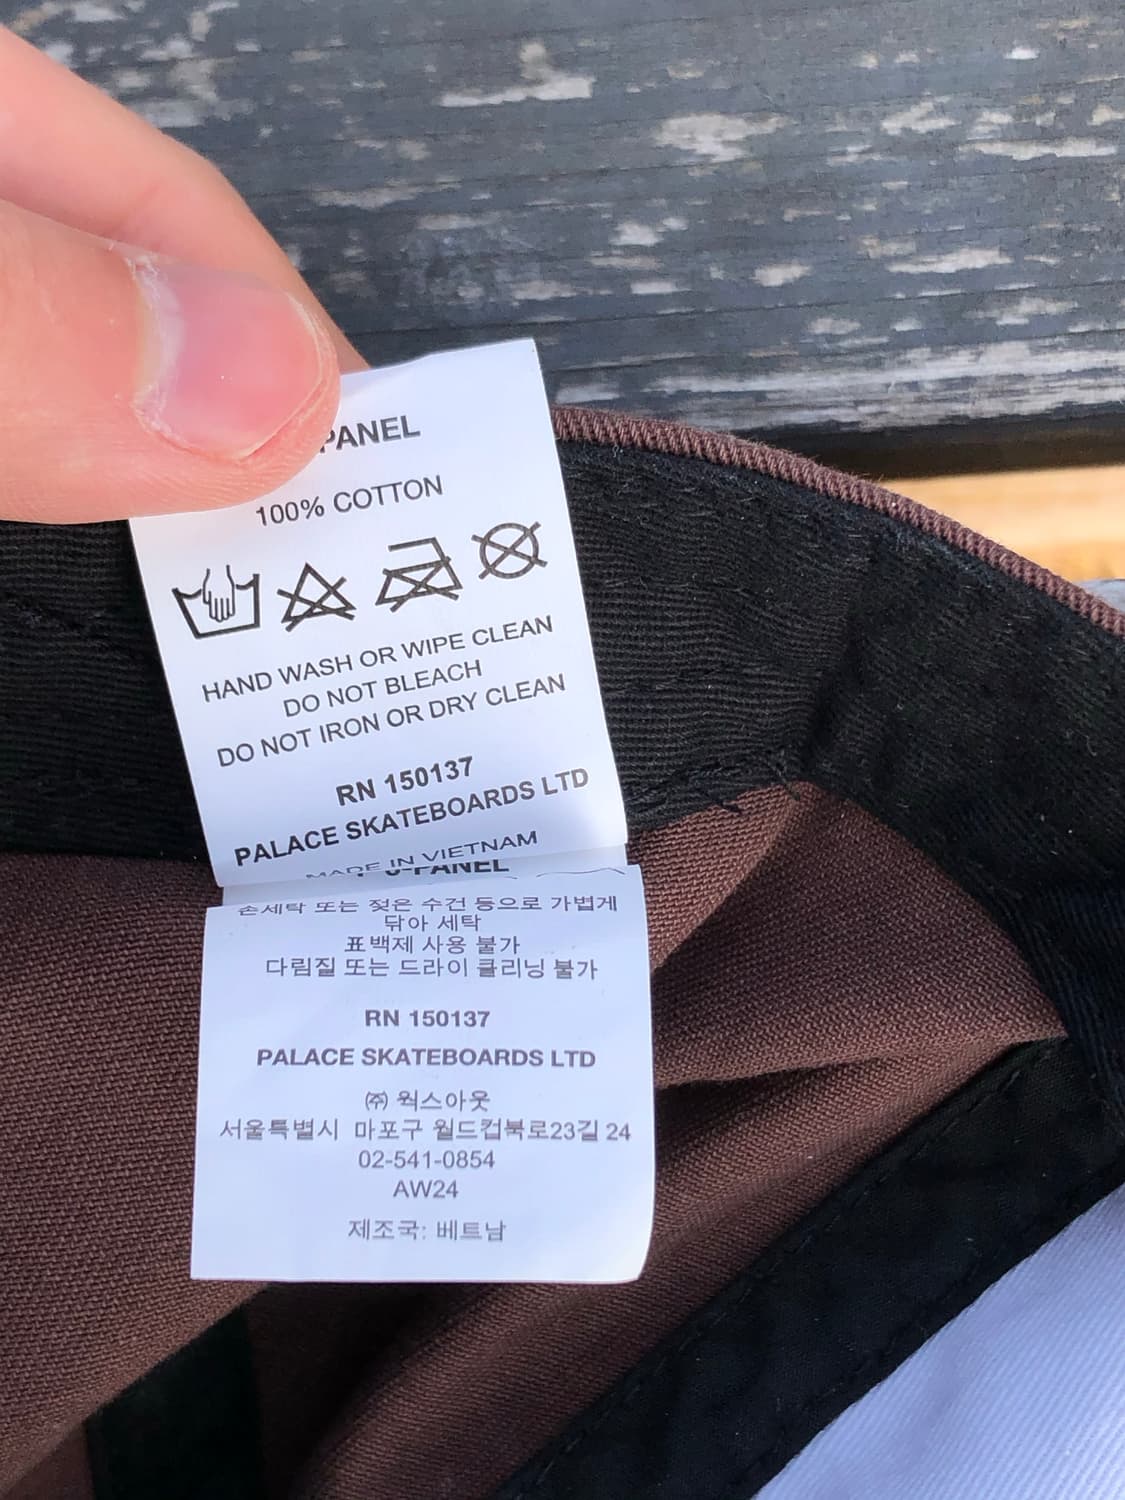 PANEL
100% COTTON
HAND WASH OR WIPE CLEAN
DO NOT BLEACH
DO NOT IRON OR DRY CLEAN
RN 150137
PALACE SKATEBOARDS LTD
MADE IN VIETNAM
-PANEL
손세탁 또는 젖은 수건 등으로 가볍게
닦아 세탁
표백제 사용 불가
다림질 또는 드라이 클리닝 불가
RN 150137
PALACE SKATEBOARDS LTD
㈜ 웍스아웃
서울특별시 마포구 월드컵북로23길 24
02-541-0854
AW24
제조국: 베트남